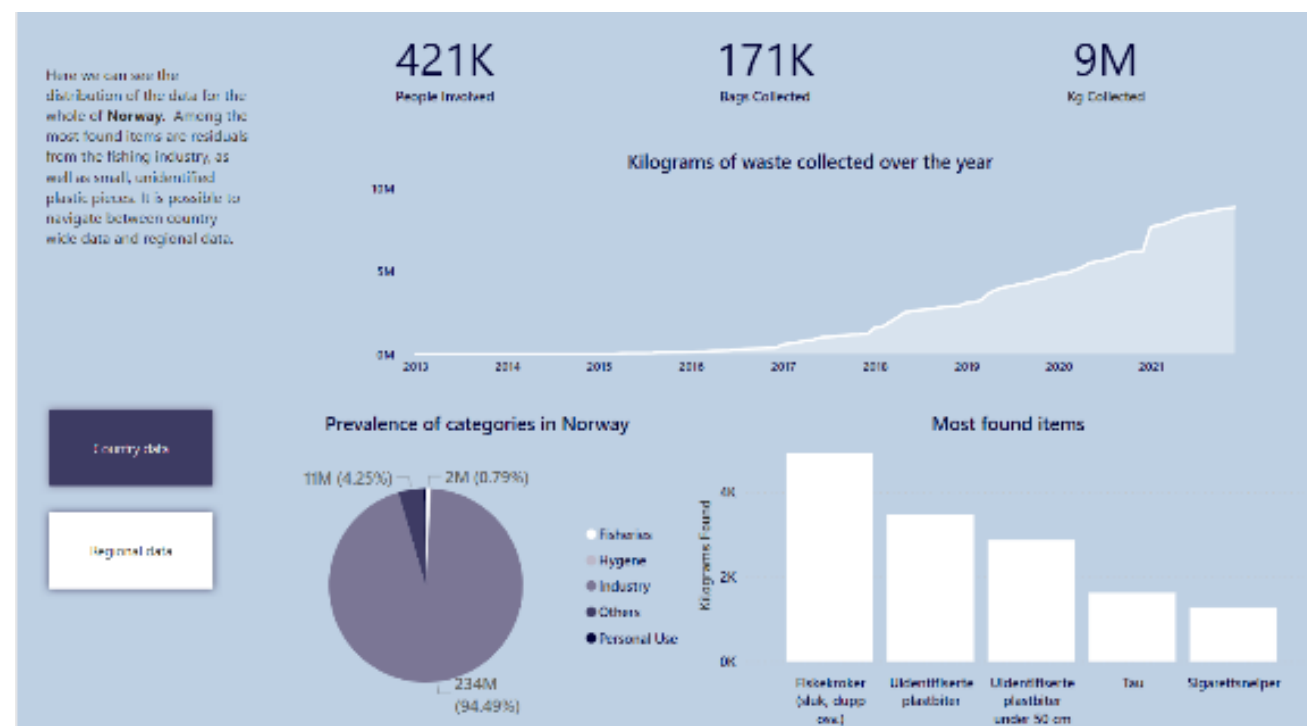 Here we can see the
distribution of the data for the
whole of Norway. Among the
most found items are residuals
from the fishing industry, as
well as small, unidentified
plastic pieces. It is possible to
navigate between country
wide data and regional data.
421K
People Involved
171K
Bags Collected
9M
Kg Collected
Kilograms of waste collected over the year
10M
5M
0M
2013 2014 2015 2016 2017 2018 2019 2020 2021
Country data
Regional data
Prevalence of categories in Norway
11M (4.25%)
2M (0.79%)
234M
(94.49%)
Fisheries
Hygene
Industry
Others
Personal Use
Most found items
Kilograms Found
4K
2K
0K
Fiskekroker
(sluk, dupp
osv.)
Uidentifiserte
plastbiter
Uidentifiserte
plastbiter
under 50 cm
Tau
Sigarettsneiper